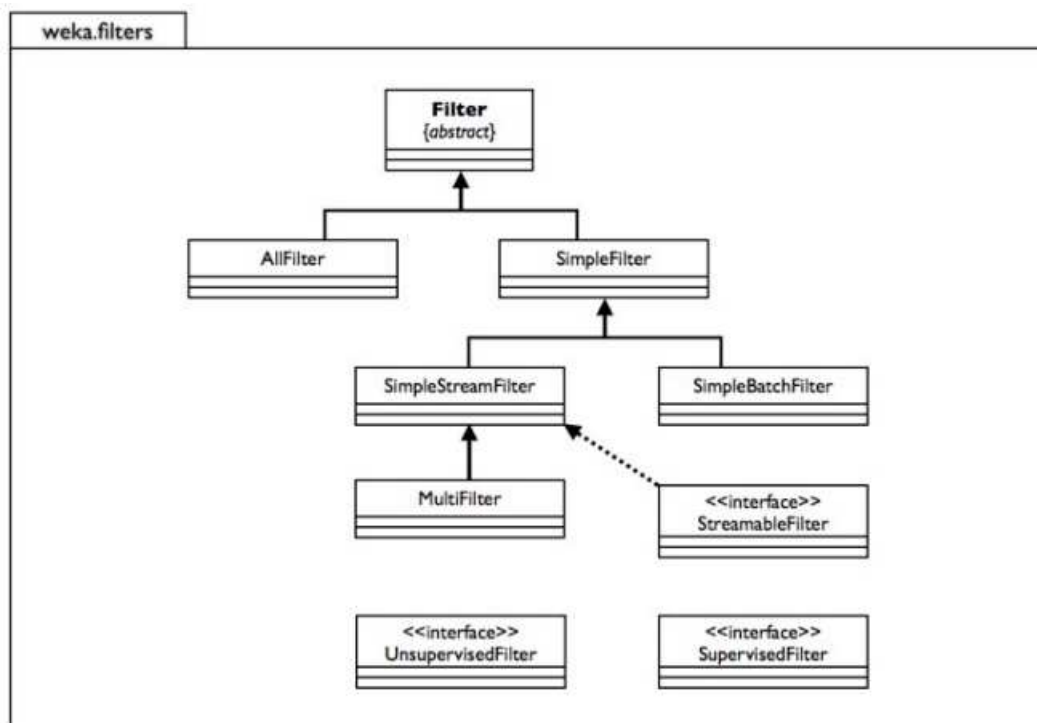 weka.filters
Filter
{abstract}
AllFilter
SimpleFilter
SimpleStreamFilter
SimpleBatchFilter
MultiFilter
<<interface>>
StreamableFilter
<<interface>>
UnsupervisedFilter
<<interface>>
SupervisedFilter